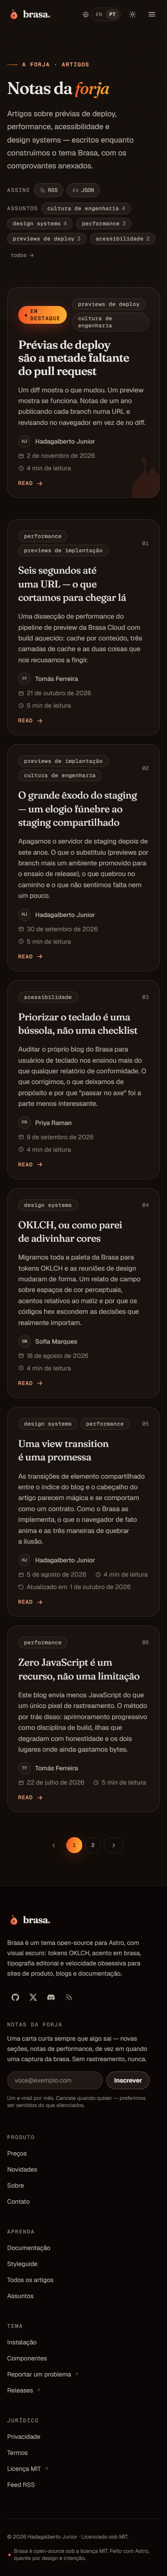 brasa.
EN PT
A FORJA · ARTIGOS
Notas da forja
Artigos sobre prévias de deploy,
performance, acessibilidade e
design systems — escritos enquanto
construímos o tema Brasa, com os
comprovantes anexados.
ASSINE RSS JSON
ASSUNTOS cultura de engenharia 4
design systems 4 performance 3
previews de deploy 3 acessibilidade 2
todos →
EM DESTAQUE
previews de deploy
cultura de engenharia
Prévias de deploy
são a metade faltante
do pull request
Um diff mostra o que mudou. Um preview
mostra se funciona. Por que todo artefato
publicado cada branch numa URL e
revisando no navegador em vez de no diff.
HJ Hadagalberto Junior
2 de novembro de 2026
4 min de leitura
READ →
performance
previews de implantação
01
Seis segundos até
uma URL — o que
cortamos para chegar lá
Uma dissecção de performance do
pipeline de preview da Brasa Cloud com
build aquecido: cache por conteúdo, três
camadas de cache e as duas coisas que
nos recusamos a fingir.
TF Tomás Ferreira
21 de outubro de 2026
5 min de leitura
READ →
previews de implantação
cultura de engenharia
02
O grande êxodo do staging
— um elogio fúnebre ao
staging compartilhado
Apagamos o servidor de staging depois de
sete anos. O que o substituiu (previews por
branch mais um ambiente promovido para
o ensaio de release), o que quebrou no
caminho e o que não sentimos falta nem
um pouco.
HJ Hadagalberto Junior
30 de setembro de 2026
5 min de leitura
READ →
acessibilidade
03
Priorizar o teclado é uma
bússola, não uma checklist
Auditar o próprio blog do Brasa para
usuários de teclado nos ensinou mais do
que qualquer relatório de conformidade. O
que corrigimos, o que deixamos de
propósito e por que "passar no axe" foi a
parte menos interessante.
PR Priya Raman
9 de setembro de 2026
4 min de leitura
READ →
design systems
04
OKLCH, ou como parei
de adivinhar cores
Migramos toda a paleta da Brasa para
tokens OKLCH e as reuniões de design
mudaram de forma. Um relato de campo
sobre espaços de cor perceptuais,
acentos relativos ao matiz e por que os
códigos hex escondem as decisões que
realmente importam.
SM Sofia Marques
18 de agosto de 2026
4 min de leitura
READ →
design systems performance
05
Uma view transition
é uma promessa
As transições de elemento compartilhado
entre o índice do blog e o cabeçalho do
artigo parecem mágica e se comportam
como um contrato. Como o Brasa as
implementa, o que o navegador de fato
anima e as três maneiras de quebrar
a ilusão.
HJ Hadagalberto Junior
5 de agosto de 2026 4 min de leitura
Atualizado em 1 de outubro de 2026
READ →
performance
06
Zero JavaScript é um
recurso, não uma limitação
Este blog envia menos JavaScript do que
um único pixel de rastreamento. O método
por trás disso: aprimoramento progressivo
como disciplina de build, ilhas que
degradam com honestidade e os dois
lugares onde ainda gastamos bytes.
TF Tomás Ferreira
22 de julho de 2026 5 min de leitura
READ →
‹ 1 2 ›
brasa.
Brasa é um tema open-source para Astro, com
visual escuro: tokens OKLCH, acento em brasa,
tipografia editorial e velocidade em excesso para
sites de produto, blogs e documentação.
NOTAS DA FORJA
Uma carta curta sempre que algo sai — novas
seções, notas de performance, de vez em quando
uma captura da brasa. Sem rastreamento, nunca.
voce@exemplo.com
Inscrever
Um e-mail por mês. Cancele quando quiser — preferimos
ser sentidos do que silenciados.
PRODUTO
Preços
Novidades
Sobre
Contato
APRENDA
Documentação
Styleguide
Todos os artigos
Assuntos
TEMA
Instalação
Componentes
Reportar um problema ↗
Releases ↗
JURÍDICO
Privacidade
Termos
Licença MIT ↗
Feed RSS
© 2026 Hadagalberto Junior · Licenciado sob MIT.
Brasa é open-source sob a licença MIT. Feito com Astro,
quente por design e intenção.